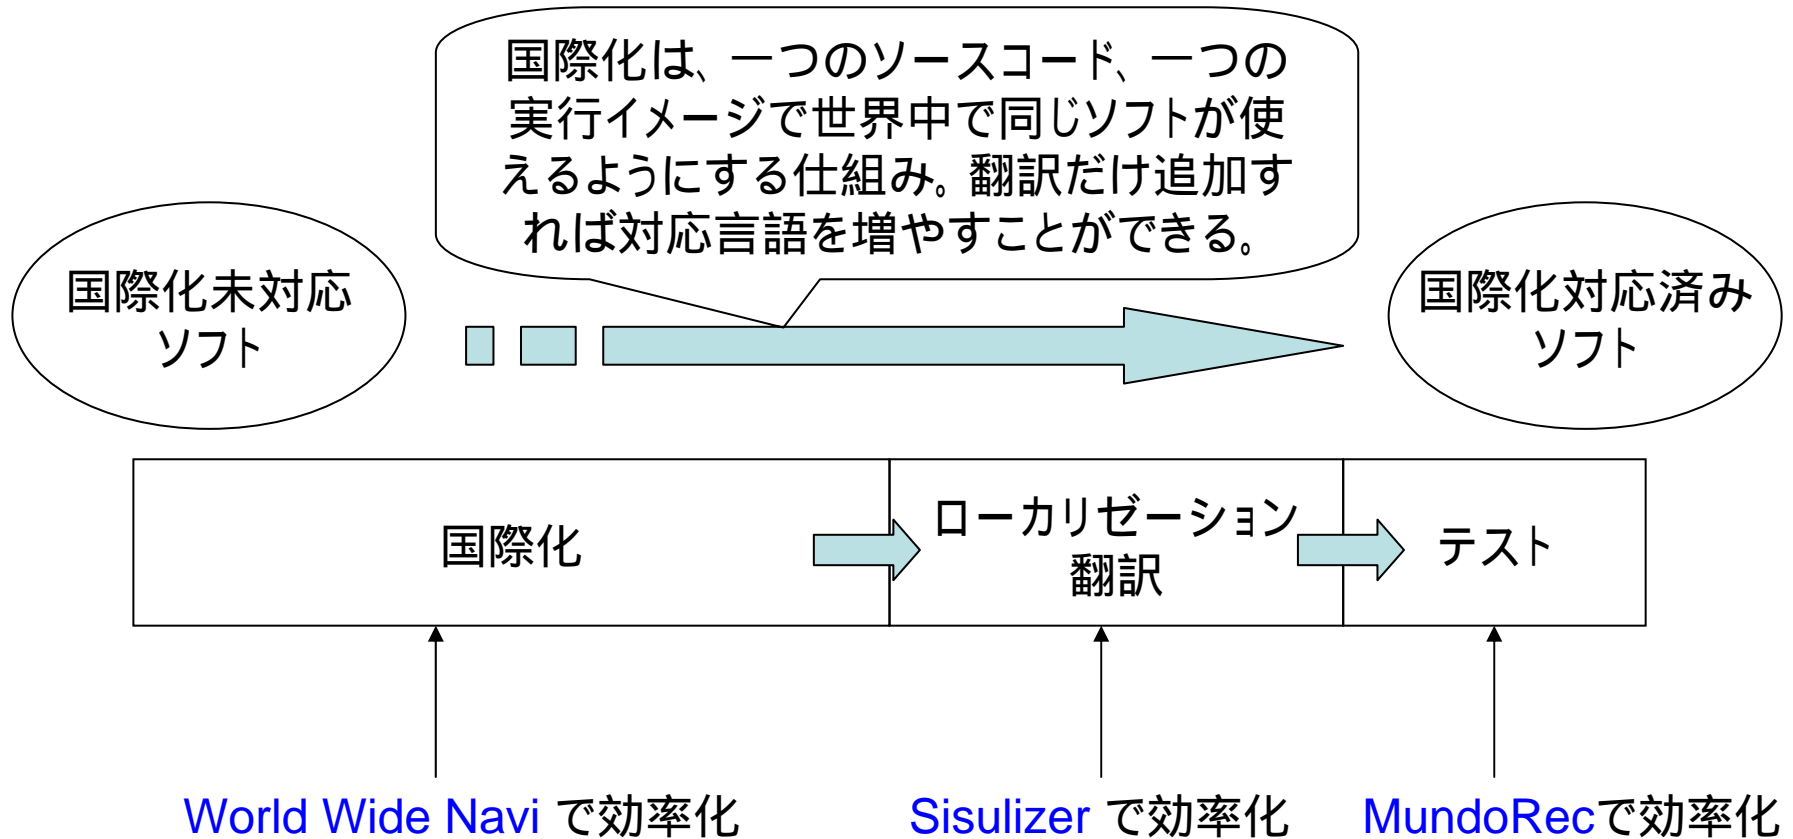 国際化は、一つのソースコード、一つの
実行イメージで世界中で同じソフトが使
えるようにする仕組み。翻訳だけ追加す
れば対応言語を増やすことができる。
国際化未対応
ソフト
国際化対応済み
ソフト
国際化
ローカリゼーション
翻訳
テスト
World Wide Navi で効率化
Sisulizer で効率化
MundoRecで効率化